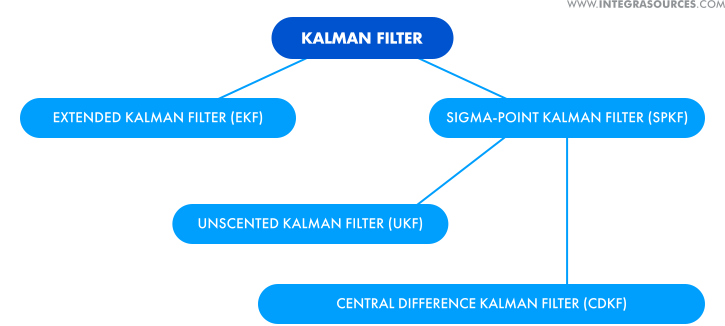 WWW.INTEGRASOURCES.COM
KALMAN FILTER
EXTENDED KALMAN FILTER (EKF)
SIGMA-POINT KALMAN FILTER (SPKF)
UNSCENTED KALMAN FILTER (UKF)
CENTRAL DIFFERENCE KALMAN FILTER (CDKF)